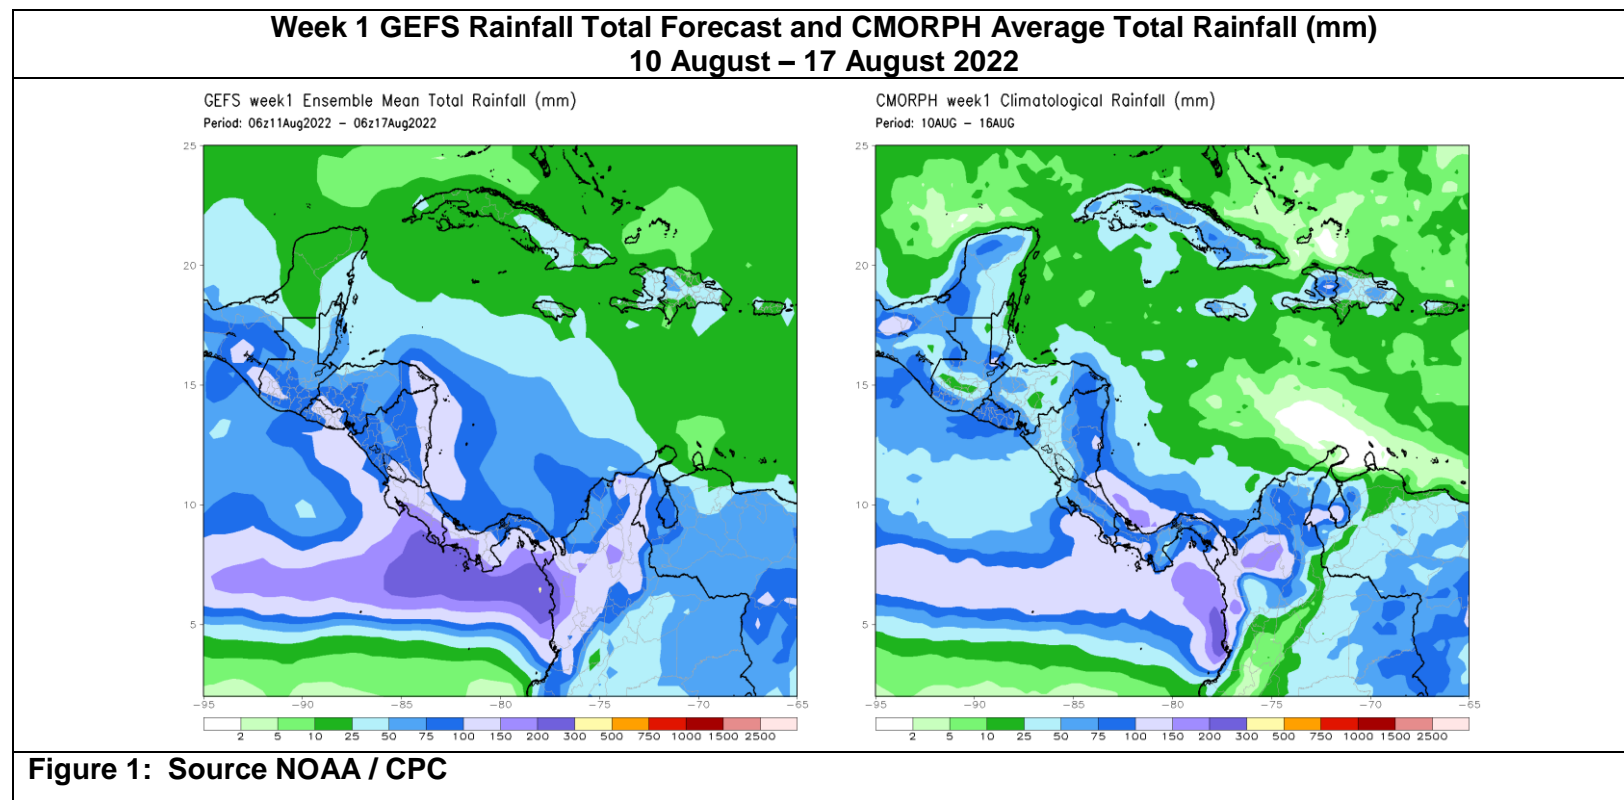 Week 1 GEFS Rainfall Total Forecast and CMORPH Average Total Rainfall (mm)
10 August – 17 August 2022
GEFS week1 Ensemble Mean Total Rainfall (mm)
Period: 06z11Aug2022 – 06z17Aug2022
25
20
15
10
5
−95 −90 −85 −80 −75 −70 −65
2 5 10 25 50 75 100 150 200 300 500 750 1000 1500 2500
CMORPH week1 Climatological Rainfall (mm)
Period: 10AUG – 16AUG
25
20
15
10
5
−95 −90 −85 −80 −75 −70 −65
2 5 10 25 50 75 100 150 200 300 500 750 1000 1500 2500
Figure 1: Source NOAA / CPC